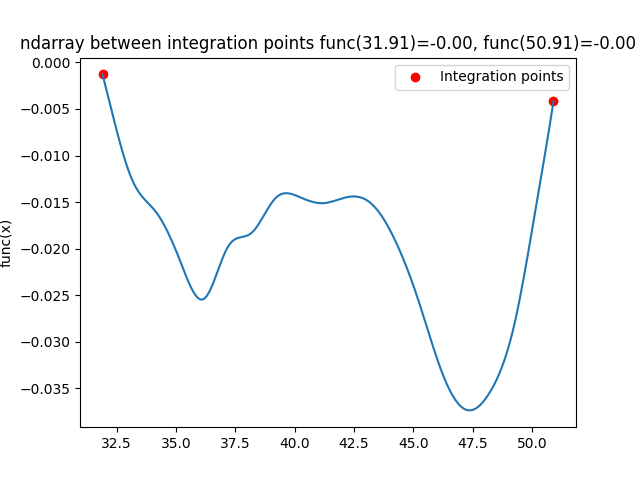 ndarray between integration points func(31.91)=-0.00, func(50.91)=-0.00
Integration points
func(x)
0.000
−0.005
−0.010
−0.015
−0.020
−0.025
−0.030
−0.035
32.5 35.0 37.5 40.0 42.5 45.0 47.5 50.0